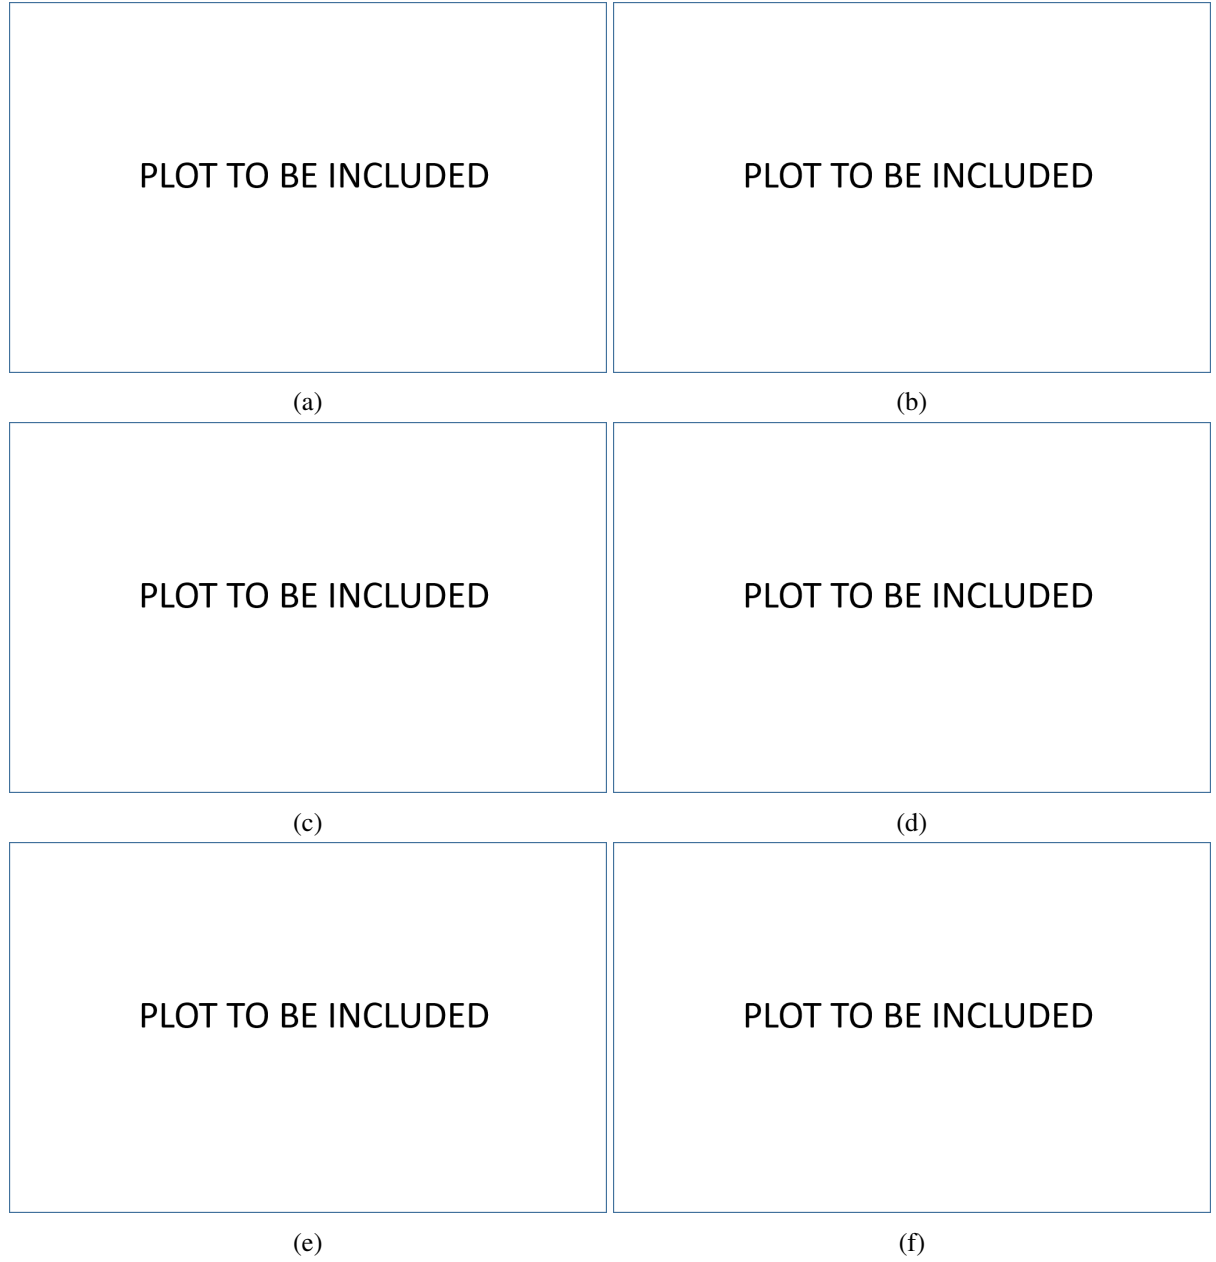 PLOT TO BE INCLUDED
PLOT TO BE INCLUDED
(a)
(b)
PLOT TO BE INCLUDED
PLOT TO BE INCLUDED
(c)
(d)
PLOT TO BE INCLUDED
PLOT TO BE INCLUDED
(e)
(f)